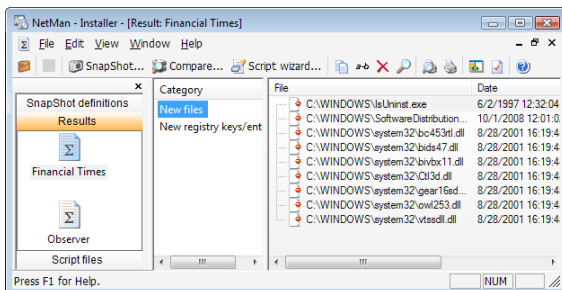 NetMan - Installer - [Result: Financial Times]
File Edit View Window Help
SnapShot... Compare... Script wizard... a-b
SnapShot definitions
Results
Financial Times
Observer
Script files
Category
New files
New registry keys/ent
File Date
C:\WINDOWS\IsUninst.exe 6/2/1997 12:32:04
C:\WINDOWS\SoftwareDistribution... 10/1/2008 12:01:0
C:\WINDOWS\system32\bc453rtl.dll 8/28/2001 16:19:4
C:\WINDOWS\system32\bids47.dll 8/28/2001 16:19:4
C:\WINDOWS\system32\bivbx11.dll 8/28/2001 16:19:4
C:\WINDOWS\system32\Ctl3d.dll 8/28/2001 16:19:4
C:\WINDOWS\system32\gear16sd... 8/28/2001 16:19:4
C:\WINDOWS\system32\owl253.dll 8/28/2001 16:19:4
C:\WINDOWS\system32\vtssdll.dll 8/28/2001 16:19:4
Press F1 for Help. NUM